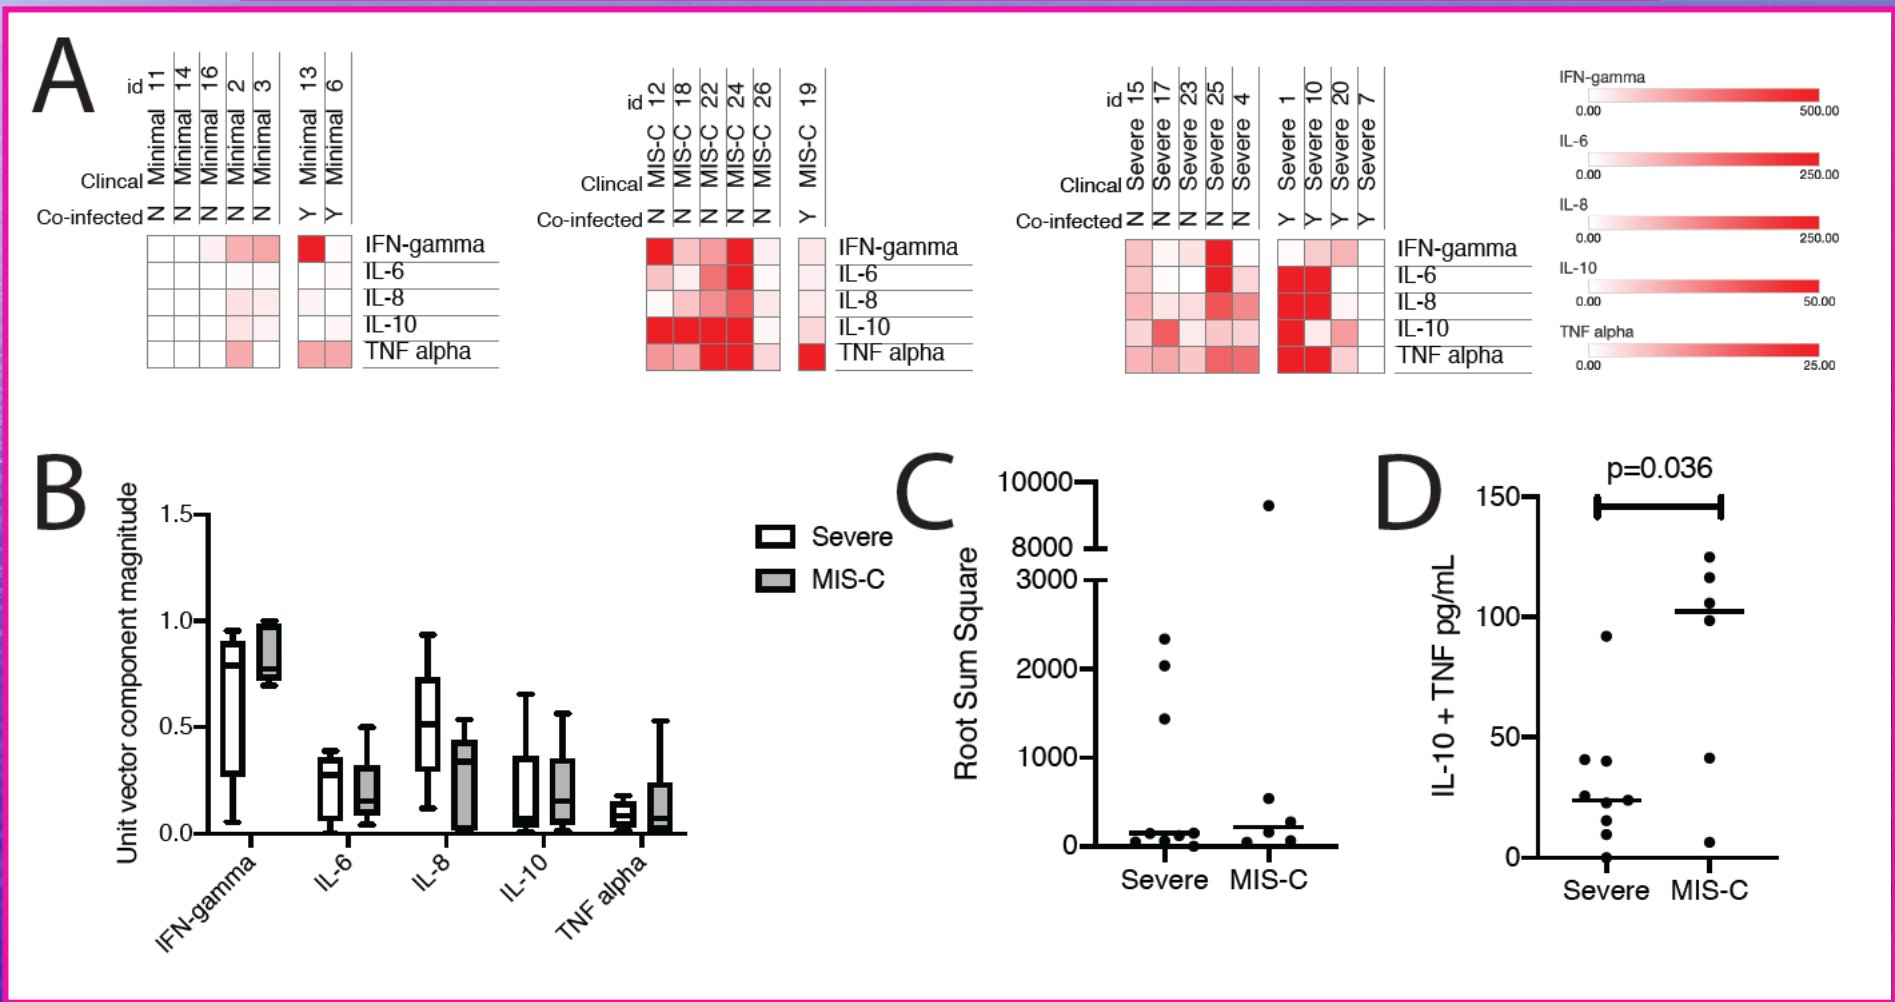 A
id 11 14 16 2 3 13 6
Clincal Minimal Minimal Minimal Minimal Minimal Minimal Minimal
Co-infected N N N N N Y Y
IFN-gamma
IL-6
IL-8
IL-10
TNF alpha
id 12 18 22 24 26 19
Clincal MIS-C MIS-C MIS-C MIS-C MIS-C MIS-C
Co-infected N N N N N Y
IFN-gamma
IL-6
IL-8
IL-10
TNF alpha
id 15 17 23 25 4 1 10 20 7
Clincal Severe Severe Severe Severe Severe Severe Severe Severe Severe
Co-infected N N N N N Y Y Y Y
IFN-gamma
IL-6
IL-8
IL-10
TNF alpha
IFN-gamma
0.00 500.00
IL-6
0.00 250.00
IL-8
0.00 250.00
IL-10
0.00 50.00
TNF alpha
0.00 25.00
B
Unit vector component magnitude
1.5
1.0
0.5
0.0
IFN-gamma IL-6 IL-8 IL-10 TNF alpha
Severe
MIS-C
C
Root Sum Square
10000
8000
3000
2000
1000
0
Severe MIS-C
D
p=0.036
IL-10 + TNF pg/mL
150
100
50
0
Severe MIS-C